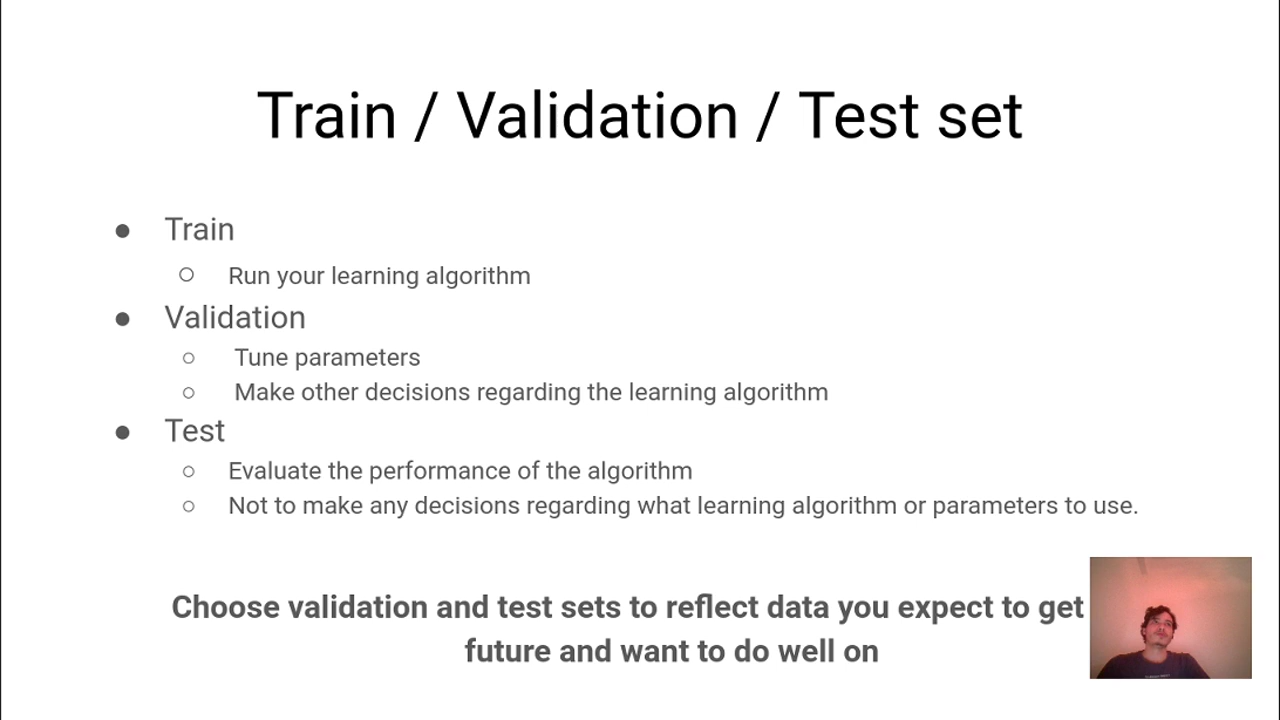 Train / Validation / Test set
● Train
○ Run your learning algorithm
● Validation
○ Tune parameters
○ Make other decisions regarding the learning algorithm
● Test
○ Evaluate the performance of the algorithm
○ Not to make any decisions regarding what learning algorithm or parameters to use.
Choose validation and test sets to reflect data you expect to get
future and want to do well on